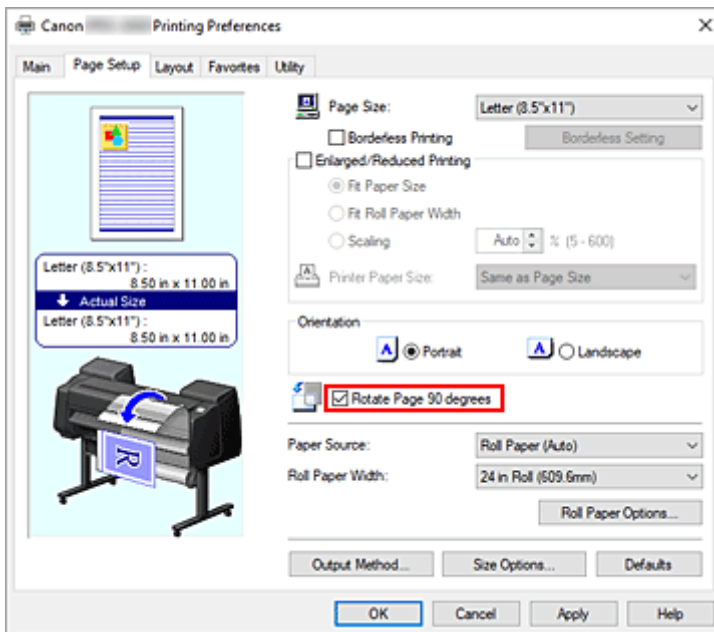 Canon Printing Preferences
Main Page Setup Layout Favorites Utility
Page Size: Letter (8.5"x11")
Borderless Printing Borderless Setting
Enlarged/Reduced Printing
Fit Paper Size
Fit Roll Paper Width
Scaling Auto % (5 - 600)
Printer Paper Size: Same as Page Size
Letter (8.5"x11") :
8.50 in x 11.00 in
Actual Size
Letter (8.5"x11") :
8.50 in x 11.00 in
Orientation
A Portrait A Landscape
Rotate Page 90 degrees
R
Paper Source: Roll Paper (Auto)
Roll Paper Width: 24 in Roll (609.6mm)
Roll Paper Options...
Output Method... Size Options... Defaults
OK Cancel Apply Help